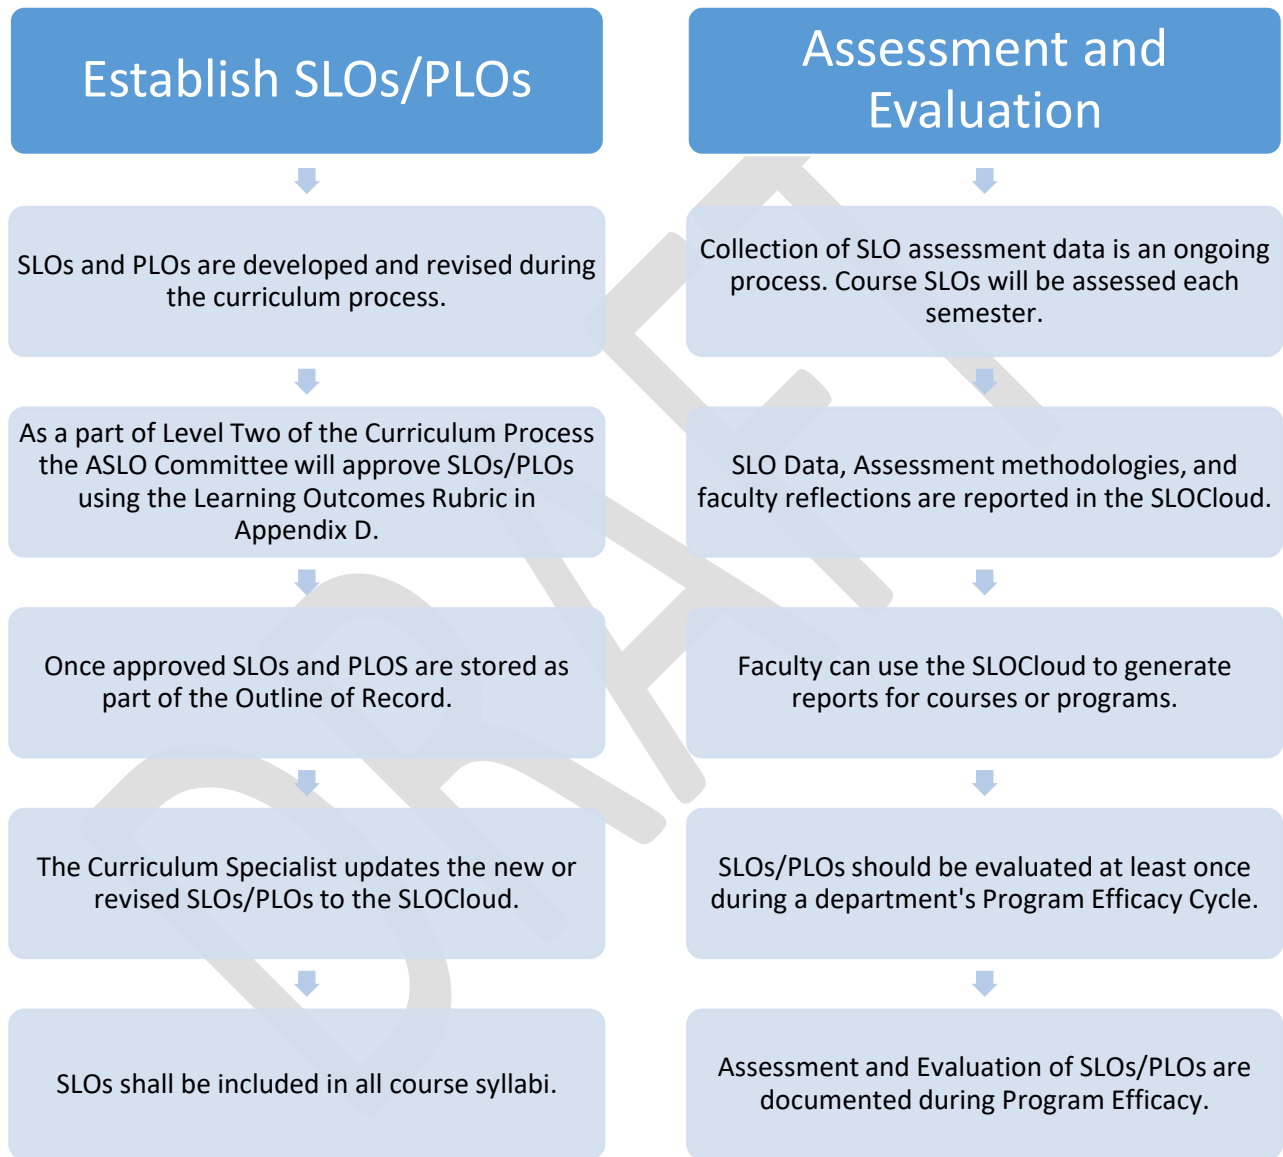 Establish SLOs/PLOs
SLOs and PLOs are developed and revised during
the curriculum process.
As a part of Level Two of the Curriculum Process
the ASLO Committee will approve SLOs/PLOs
using the Learning Outcomes Rubric in
Appendix D.
Once approved SLOs and PLOS are stored as
part of the Outline of Record.
The Curriculum Specialist updates the new or
revised SLOs/PLOs to the SLOCloud.
SLOs shall be included in all course syllabi.
Assessment and
Evaluation
Collection of SLO assessment data is an ongoing
process. Course SLOs will be assessed each
semester.
SLO Data, Assessment methodologies, and
faculty reflections are reported in the SLOCloud.
Faculty can use the SLOCloud to generate
reports for courses or programs.
SLOs/PLOs should be evaluated at least once
during a department's Program Efficacy Cycle.
Assessment and Evaluation of SLOs/PLOs are
documented during Program Efficacy.
DRAFT